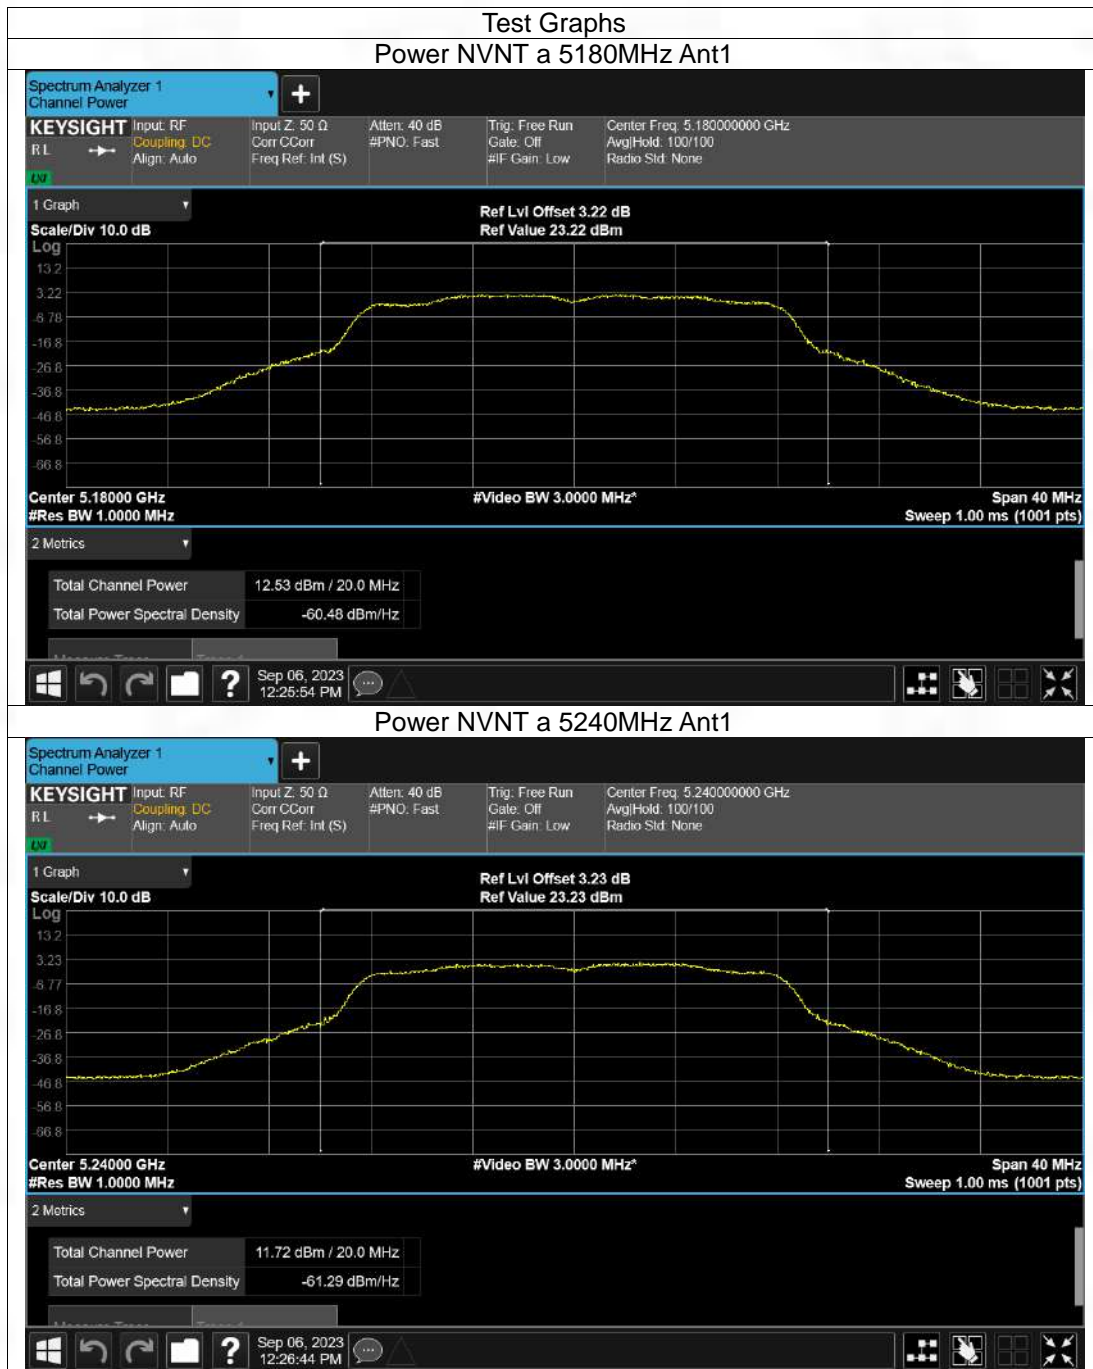 Test Graphs
Power NVNT a 5180MHz Ant1
Spectrum Analyzer 1
Channel Power
KEYSIGHT
Input: RF
Coupling: DC
Align: Auto
Input Z: 50 Ω
Corr CCorr
Freq Ref: Int (S)
Atten: 40 dB
#PNO: Fast
Trig: Free Run
Gate: Off
#IF Gain: Low
Center Freq: 5.180000000 GHz
Avg|Hold: 100/100
Radio Std: None
RL
LXI
1 Graph
Ref Lvl Offset 3.22 dB
Scale/Div 10.0 dB
Ref Value 23.22 dBm
Log
13.2
3.22
-6.78
-16.8
-26.8
-36.8
-46.8
-56.8
-66.8
Center 5.18000 GHz
#Video BW 3.0000 MHz*
Span 40 MHz
#Res BW 1.0000 MHz
Sweep 1.00 ms (1001 pts)
2 Metrics
Total Channel Power 12.53 dBm / 20.0 MHz
Total Power Spectral Density -60.48 dBm/Hz
?
Sep 06, 2023
12:25:54 PM
Power NVNT a 5240MHz Ant1
Spectrum Analyzer 1
Channel Power
KEYSIGHT
Input: RF
Coupling: DC
Align: Auto
Input Z: 50 Ω
Corr CCorr
Freq Ref: Int (S)
Atten: 40 dB
#PNO: Fast
Trig: Free Run
Gate: Off
#IF Gain: Low
Center Freq: 5.240000000 GHz
Avg|Hold: 100/100
Radio Std: None
RL
LXI
1 Graph
Ref Lvl Offset 3.23 dB
Scale/Div 10.0 dB
Ref Value 23.23 dBm
Log
13.2
3.23
-6.77
-16.8
-26.8
-36.8
-46.8
-56.8
-66.8
Center 5.24000 GHz
#Video BW 3.0000 MHz*
Span 40 MHz
#Res BW 1.0000 MHz
Sweep 1.00 ms (1001 pts)
2 Metrics
Total Channel Power 11.72 dBm / 20.0 MHz
Total Power Spectral Density -61.29 dBm/Hz
?
Sep 06, 2023
12:26:44 PM